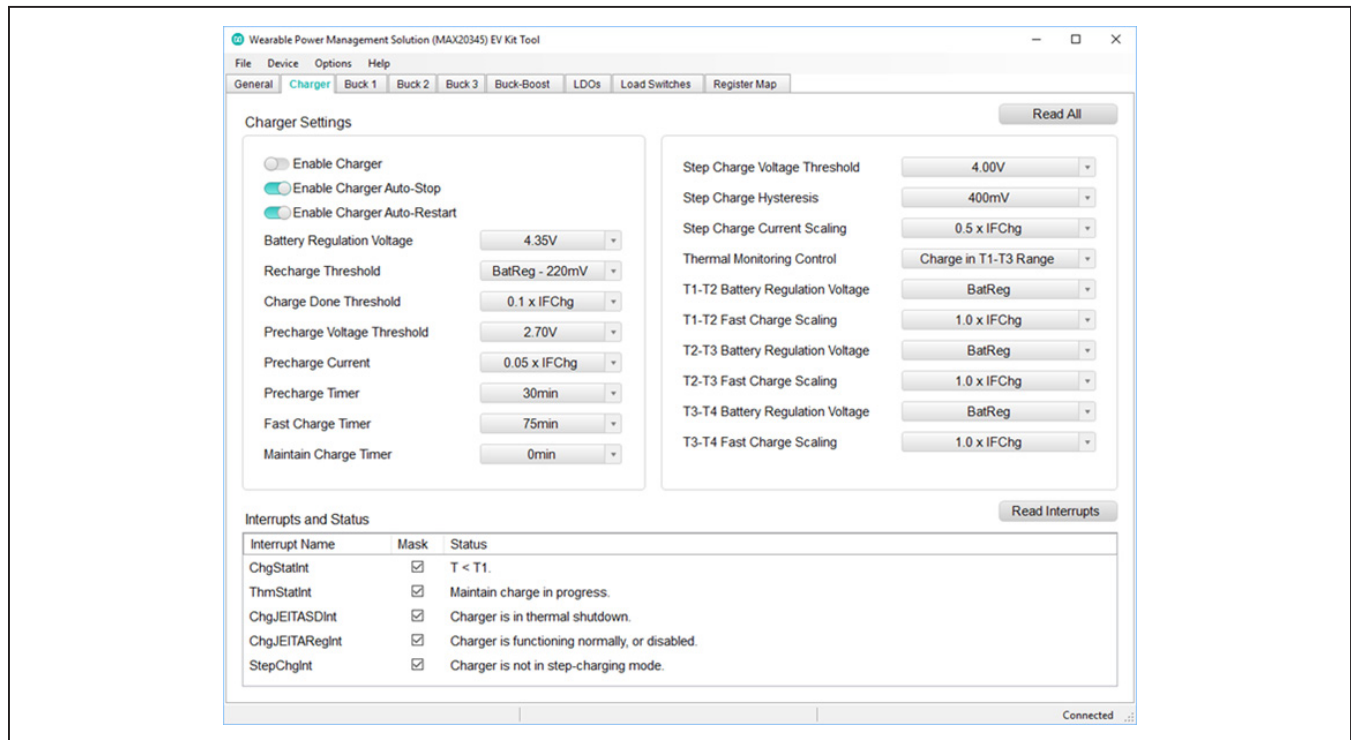 Wearable Power Management Solution (MAX20345) EV Kit Tool
File Device Options Help
General Charger Buck 1 Buck 2 Buck 3 Buck-Boost LDOs Load Switches Register Map
Read All
Charger Settings
Enable Charger
Enable Charger Auto-Stop
Enable Charger Auto-Restart
Battery Regulation Voltage 4.35V
Recharge Threshold BatReg - 220mV
Charge Done Threshold 0.1 x IFChg
Precharge Voltage Threshold 2.70V
Precharge Current 0.05 x IFChg
Precharge Timer 30min
Fast Charge Timer 75min
Maintain Charge Timer 0min
Step Charge Voltage Threshold 4.00V
Step Charge Hysteresis 400mV
Step Charge Current Scaling 0.5 x IFChg
Thermal Monitoring Control Charge in T1-T3 Range
T1-T2 Battery Regulation Voltage BatReg
T1-T2 Fast Charge Scaling 1.0 x IFChg
T2-T3 Battery Regulation Voltage BatReg
T2-T3 Fast Charge Scaling 1.0 x IFChg
T3-T4 Battery Regulation Voltage BatReg
T3-T4 Fast Charge Scaling 1.0 x IFChg
Read Interrupts
Interrupts and Status
Interrupt Name Mask Status
ChgStatInt T < T1.
ThmStatInt Maintain charge in progress.
ChgJEITASDInt Charger is in thermal shutdown.
ChgJEITARegInt Charger is functioning normally, or disabled.
StepChgInt Charger is not in step-charging mode.
Connected